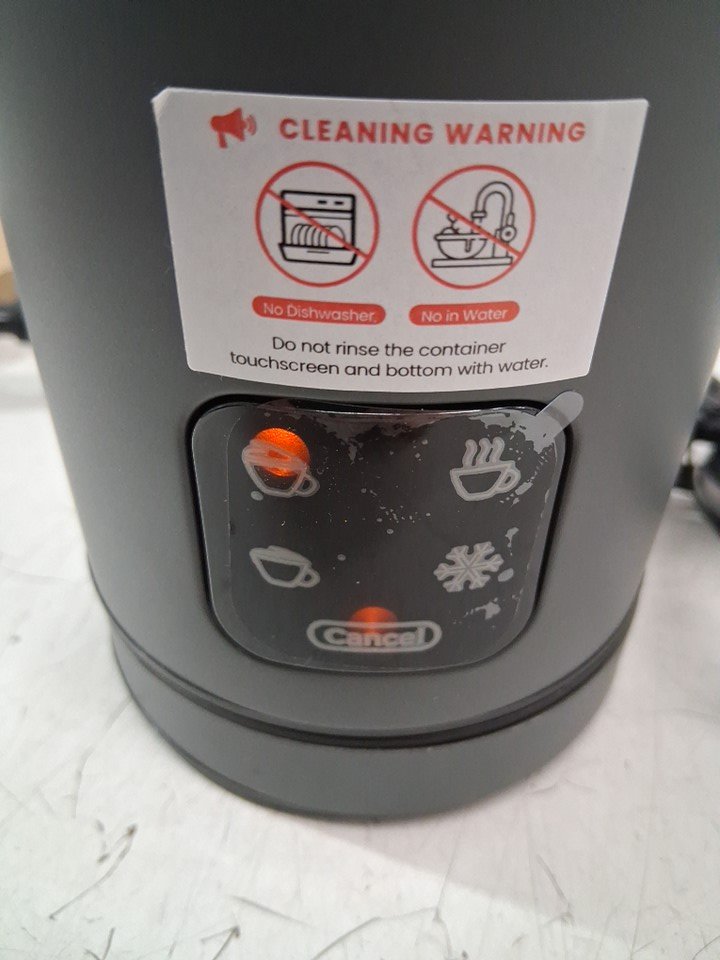 CLEANING WARNING
No Dishwasher.
No in Water
Do not rinse the container
touchscreen and bottom with water.
Cancel